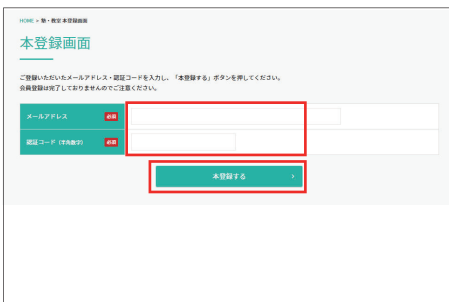 HOME > 塾・教室 本登録画面
本登録画面
ご登録いただいたメールアドレス・認証コードを入力し、「本登録する」ボタンを押してください。
会員登録は完了しておりませんのでご注意ください。
メールアドレス 必須
認証コード (半角数字) 必須
本登録する ›